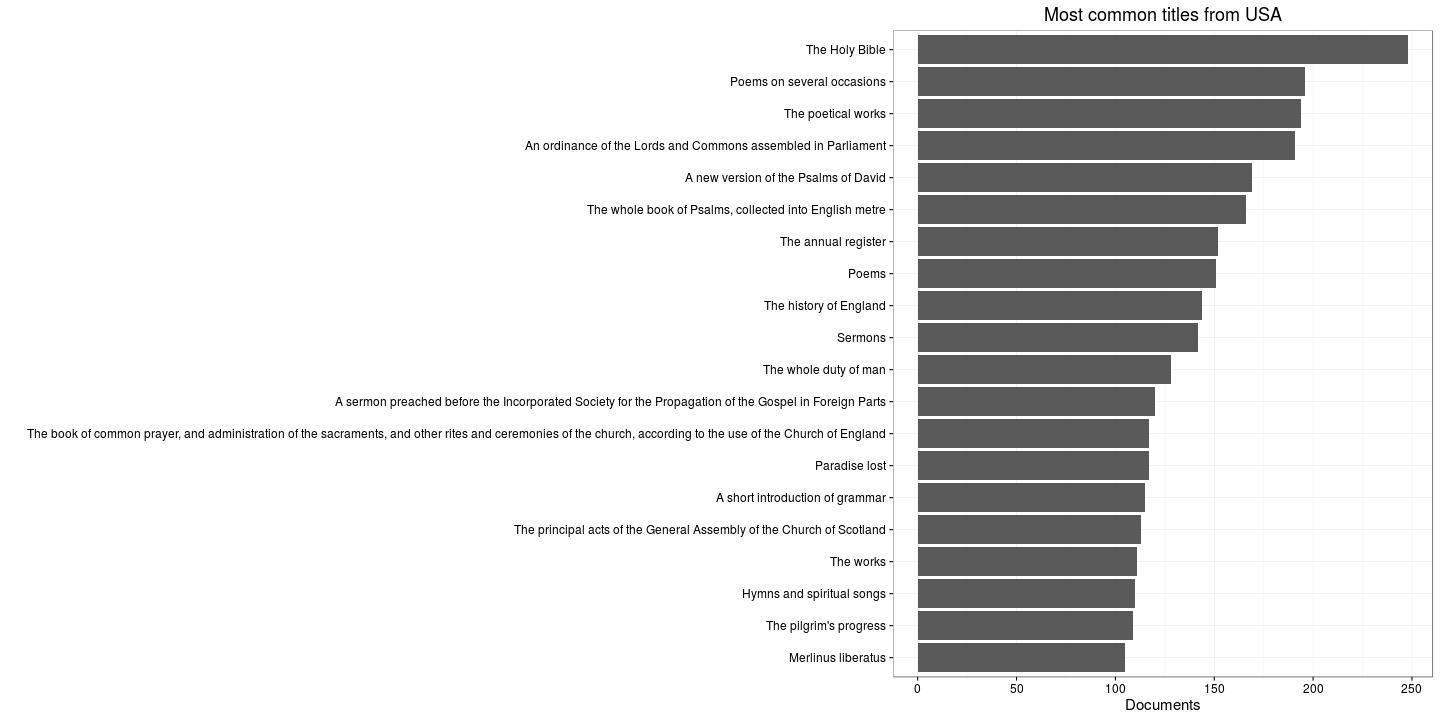 Most common titles from USA
The Holy Bible
Poems on several occasions
The poetical works
An ordinance of the Lords and Commons assembled in Parliament
A new version of the Psalms of David
The whole book of Psalms, collected into English metre
The annual register
Poems
The history of England
Sermons
The whole duty of man
A sermon preached before the Incorporated Society for the Propagation of the Gospel in Foreign Parts
The book of common prayer, and administration of the sacraments, and other rites and ceremonies of the church, according to the use of the Church of England
Paradise lost
A short introduction of grammar
The principal acts of the General Assembly of the Church of Scotland
The works
Hymns and spiritual songs
The pilgrim's progress
Merlinus liberatus
0 50 100 150 200 250
Documents